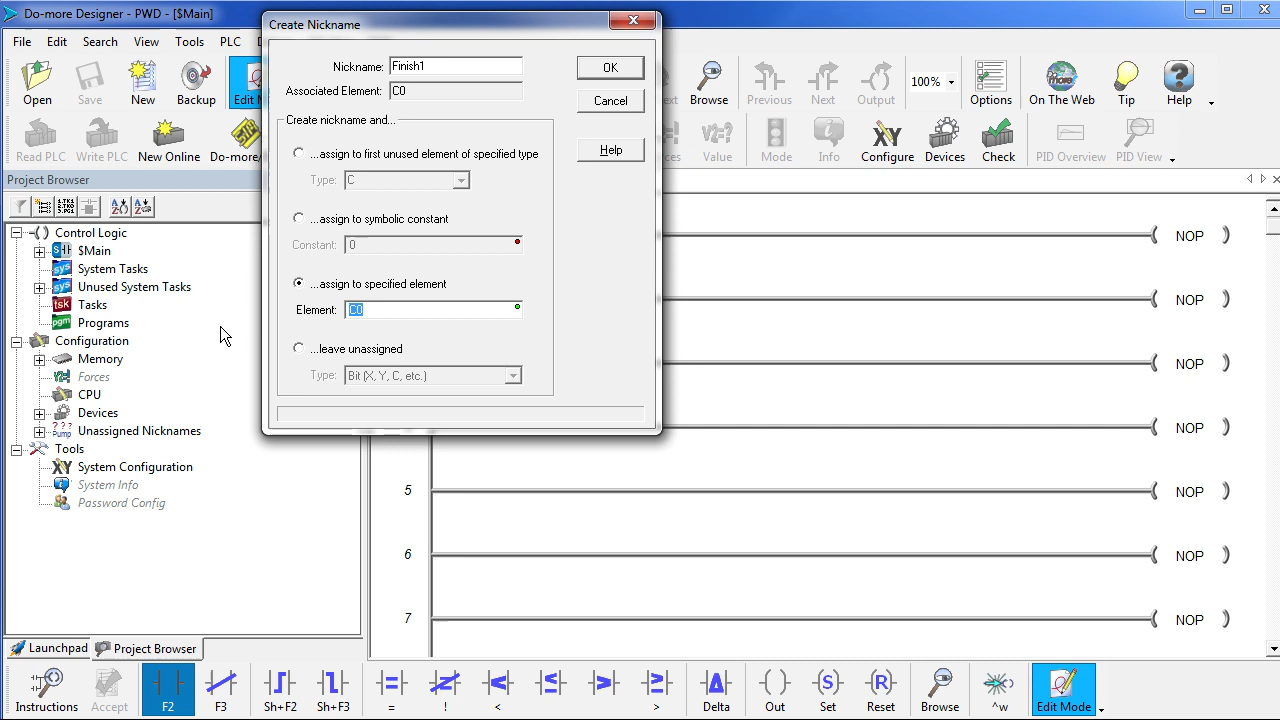 Do-more Designer - PWD - [$Main]
Create Nickname
File Edit Search View Tools PLC
Nickname: Finish1
OK
Associated Element: C0
Cancel
Create nickname and...
Help
...assign to first unused element of specified type
Type: C
...assign to symbolic constant
Constant: 0
...assign to specified element
Element: C0
...leave unassigned
Type: Bit (X, Y, C, etc.)
Open Save New Backup
Browse Previous Next Output 100% Options On The Web Tip Help
Read PLC Write PLC New Online
Value Mode Info Configure Devices Check PID Overview PID View
Project Browser
Control Logic
$Main
System Tasks
Unused System Tasks
Tasks
Programs
Configuration
Memory
Forces
CPU
Devices
Unassigned Nicknames
Tools
System Configuration
System Info
Password Config
NOP
NOP
NOP
NOP
5 NOP
6 NOP
7 NOP
Launchpad Project Browser
Instructions Accept F2 F3 Sh+F2 Sh+F3 = < > Out Set Reset Browse ^w Edit Mode